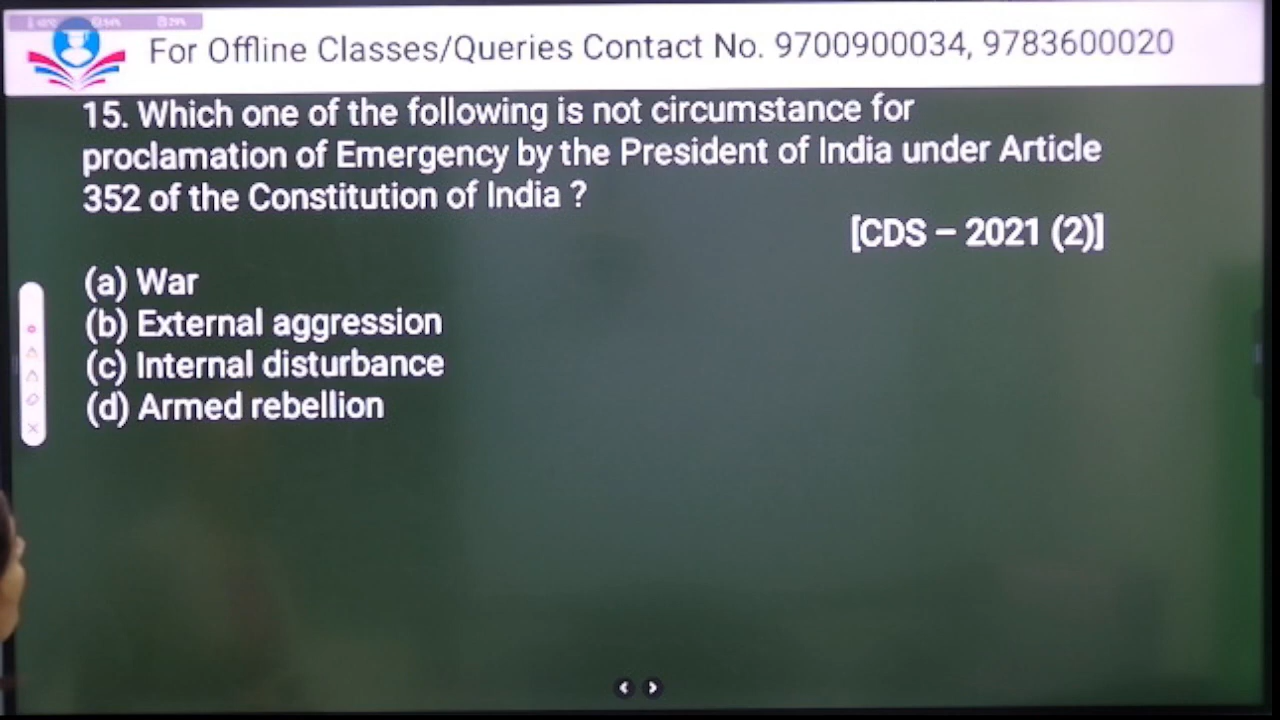 For Offline Classes/Queries Contact No. 9700900034, 9783600020
15. Which one of the following is not circumstance for
proclamation of Emergency by the President of India under Article
352 of the Constitution of India ?
[CDS – 2021 (2)]
(a) War
(b) External aggression
(c) Internal disturbance
(d) Armed rebellion